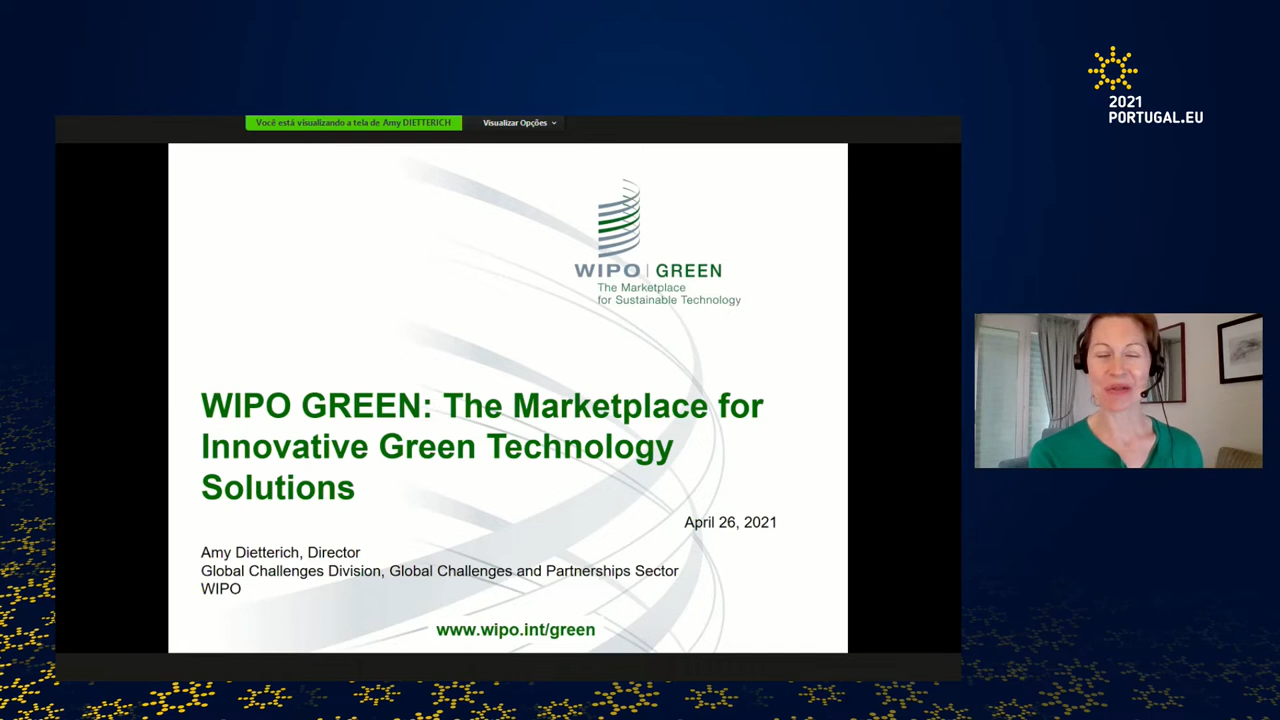 2021
PORTUGAL.EU
Você está visualizando a tela de Amy DIETTERICH
Visualizar Opções
WIPO | GREEN
The Marketplace
for Sustainable Technology
WIPO GREEN: The Marketplace for
Innovative Green Technology
Solutions
April 26, 2021
Amy Dietterich, Director
Global Challenges Division, Global Challenges and Partnerships Sector
WIPO
www.wipo.int/green